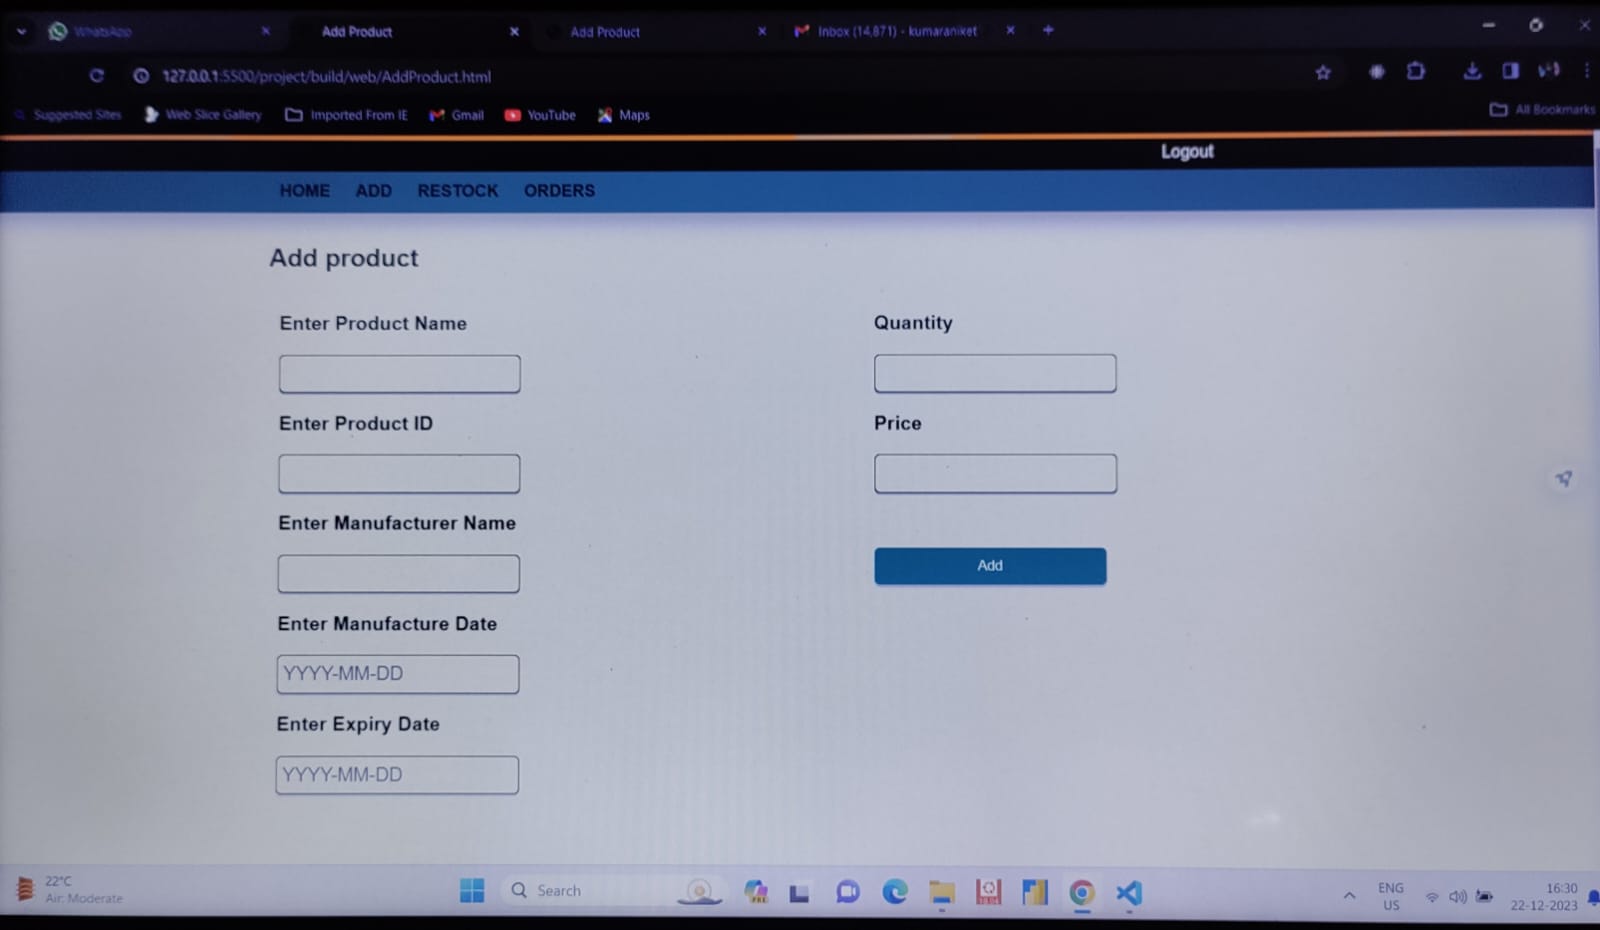 WhatsApp
Add Product
Add Product
Inbox (14,871) - kumaraniket
127.0.0.1:5500/project/build/web/AddProduct.html
Suggested Sites
Web Slice Gallery
Imported From IE
Gmail
YouTube
Maps
All Bookmarks
Logout
HOME ADD RESTOCK ORDERS
Add product
Enter Product Name
Quantity
Enter Product ID
Price
Enter Manufacturer Name
Add
Enter Manufacture Date
YYYY-MM-DD
Enter Expiry Date
YYYY-MM-DD
22°C
Air: Moderate
Search
ENG
US
16:30
22-12-2023